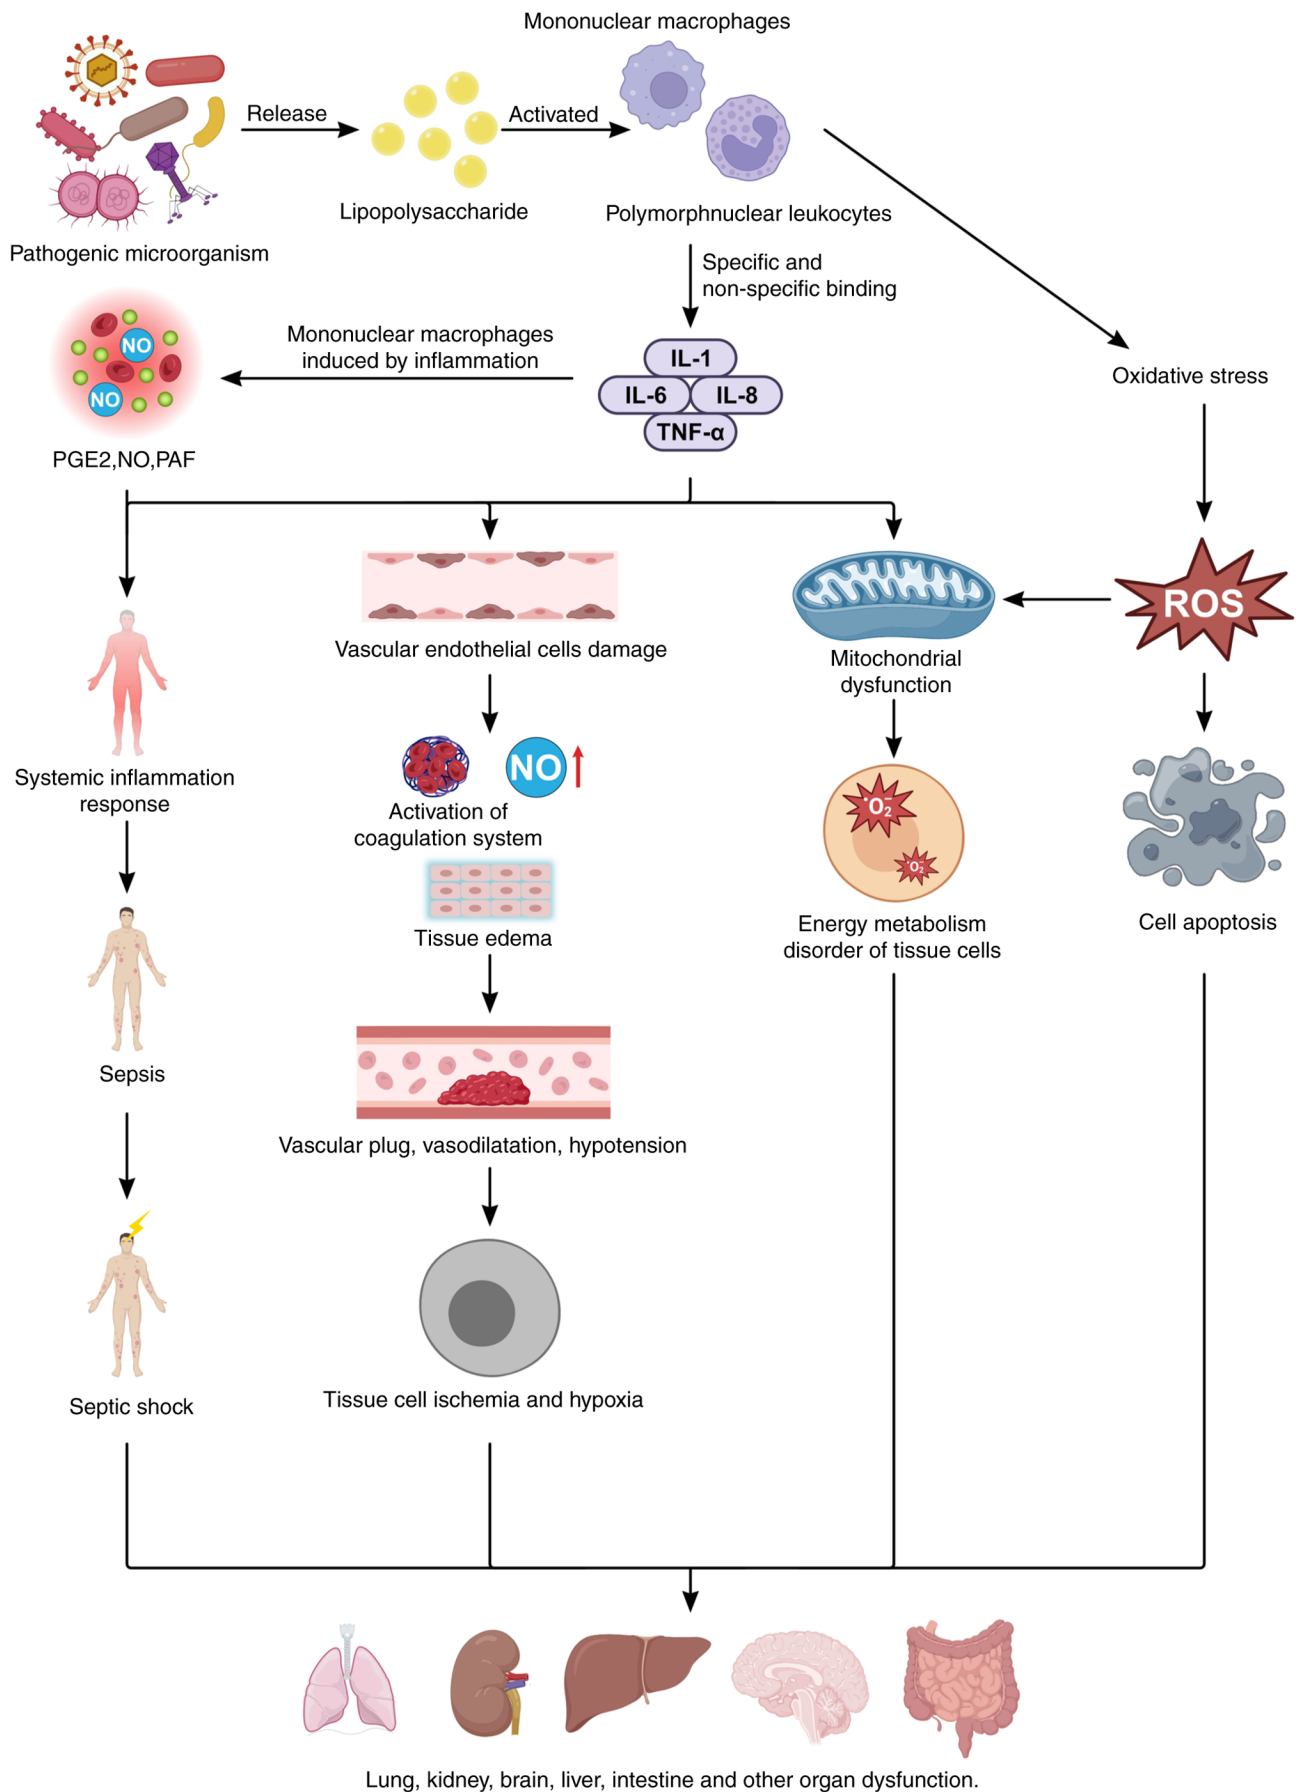 Mononuclear macrophages
Release
Activated
Lipopolysaccharide
Polymorphnuclear leukocytes
Pathogenic microorganism
Specific and
non-specific binding
Mononuclear macrophages
induced by inflammation
NO
NO
IL-1
IL-6
IL-8
TNF-α
Oxidative stress
PGE2,NO,PAF
ROS
Vascular endothelial cells damage
Mitochondrial
dysfunction
Systemic inflammation
response
NO
Activation of
coagulation system
·O₂⁻
·O₂⁻
Tissue edema
Energy metabolism
disorder of tissue cells
Cell apoptosis
Sepsis
Vascular plug, vasodilatation, hypotension
Septic shock
Tissue cell ischemia and hypoxia
Lung, kidney, brain, liver, intestine and other organ dysfunction.